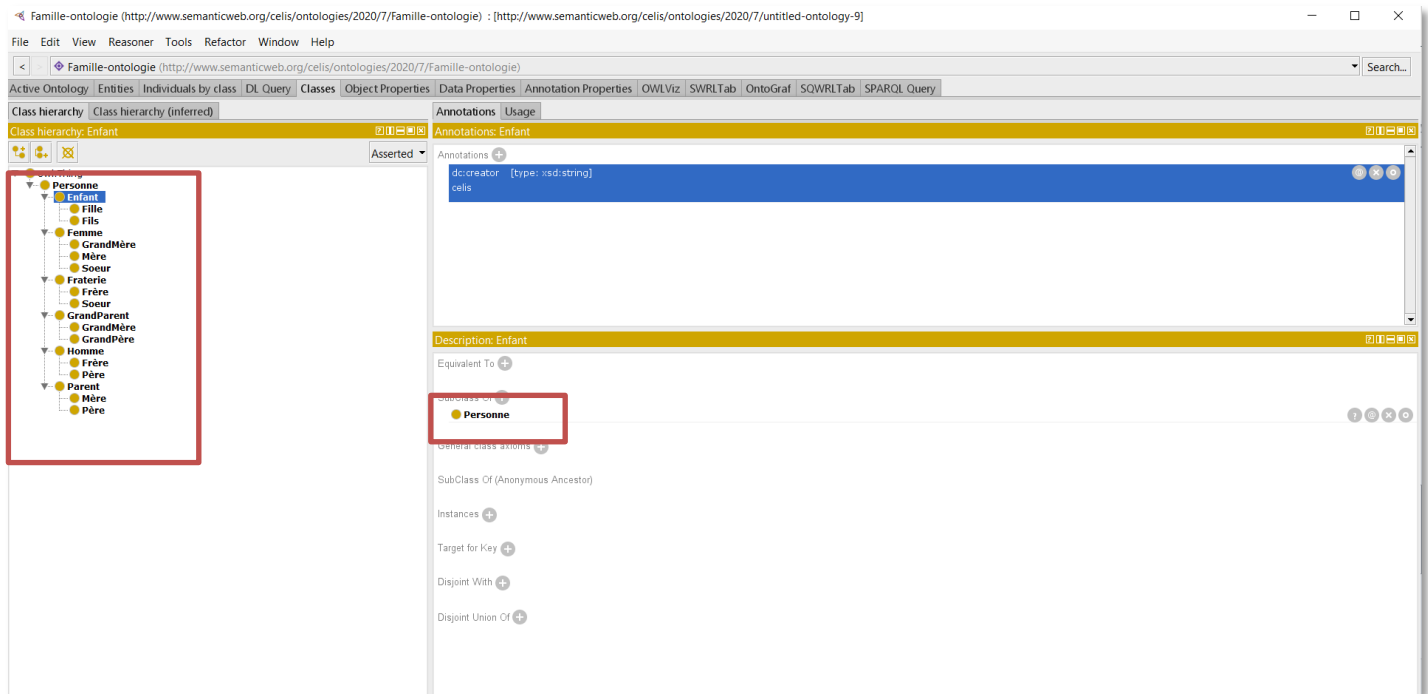 Famille-ontologie (http://www.semanticweb.org/celis/ontologies/2020/7/Famille-ontologie) : [http://www.semanticweb.org/celis/ontologies/2020/7/untitled-ontology-9]
File Edit View Reasoner Tools Refactor Window Help
< > Famille-ontologie (http://www.semanticweb.org/celis/ontologies/2020/7/Famille-ontologie) Search...
Active Ontology Entities Individuals by class DL Query Classes Object Properties Data Properties Annotation Properties OWLViz SWRLTab OntoGraf SQWRLTab SPARQL Query
Class hierarchy Class hierarchy (inferred)
Class hierarchy: Enfant
Asserted
owl:Thing
Personne
Enfant
Fille
Fils
Femme
GrandMère
Mère
Soeur
Fraterie
Frère
Soeur
GrandParent
GrandMère
GrandPère
Homme
Frère
Père
Parent
Mère
Père
Annotations Usage
Annotations: Enfant
Annotations
dc:creator [type: xsd:string]
celis
Description: Enfant
Equivalent To
SubClass Of
Personne
General class axioms
SubClass Of (Anonymous Ancestor)
Instances
Target for Key
Disjoint With
Disjoint Union Of